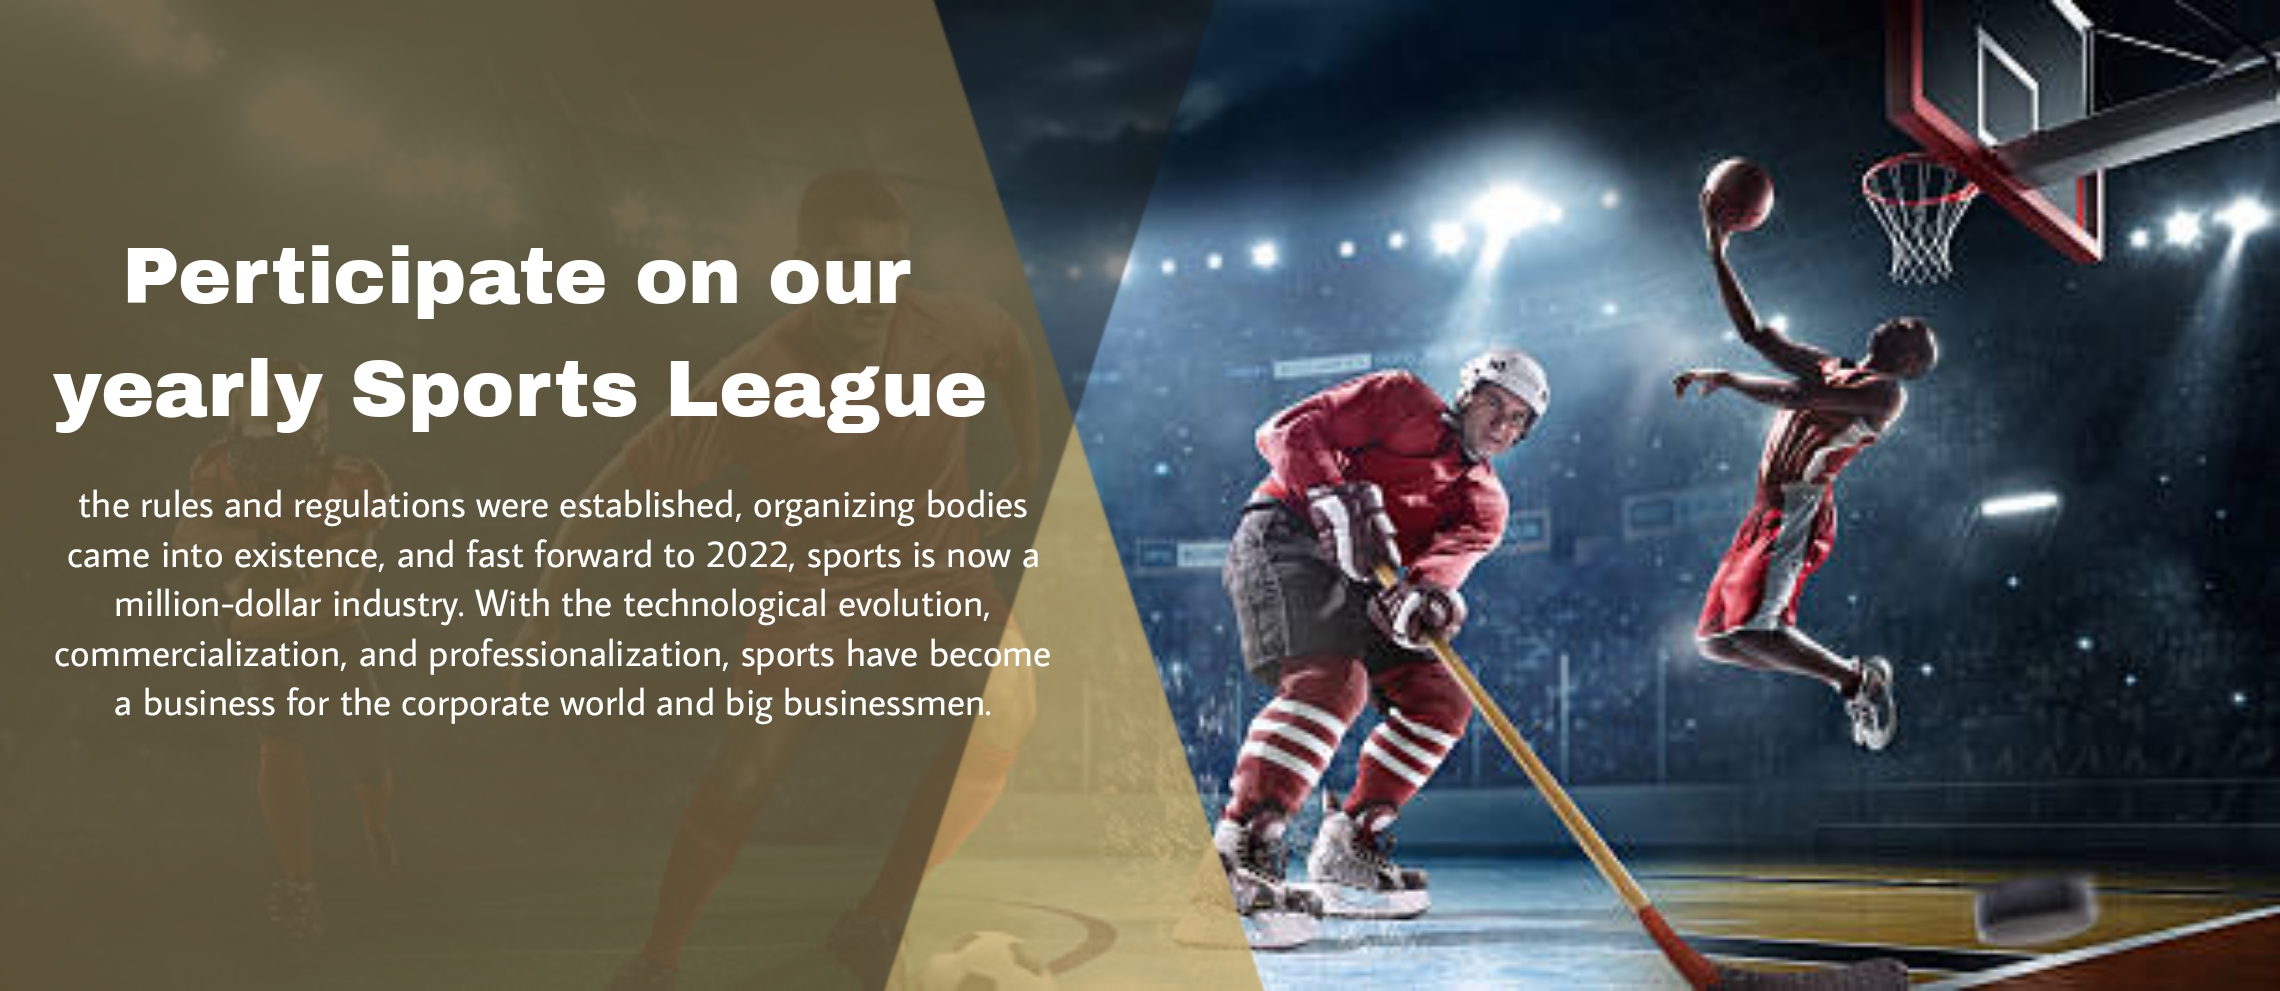 Perticipate on our
yearly Sports League
the rules and regulations were established, organizing bodies
came into existence, and fast forward to 2022, sports is now a
million-dollar industry. With the technological evolution,
commercialization, and professionalization, sports have become
a business for the corporate world and big businessmen.